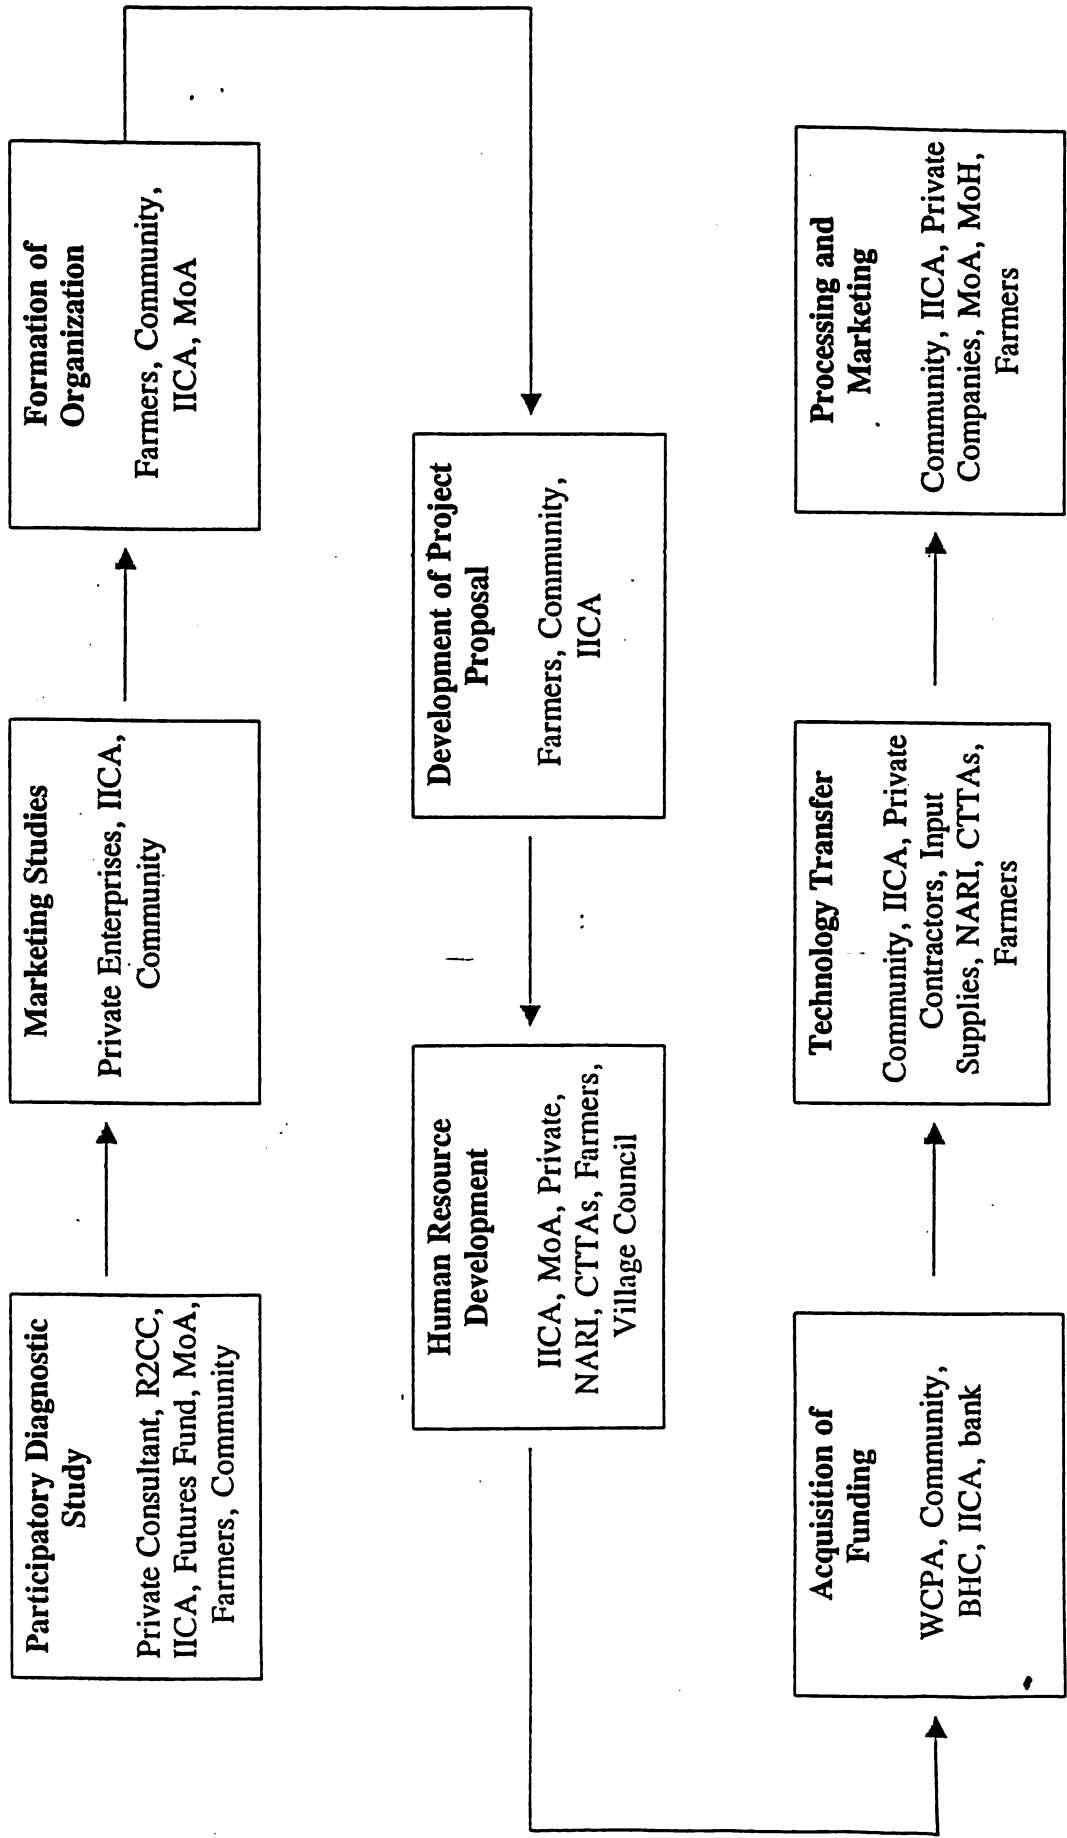 Participatory Diagnostic
Study
Private Consultant, R2CC,
IICA, Futures Fund, MoA,
Farmers, Community
Marketing Studies
Private Enterprises, IICA,
Community
Formation of
Organization
Farmers, Community,
IICA, MoA
Development of Project
Proposal
Farmers, Community,
IICA
Human Resource
Development
IICA, MoA, Private,
NARI, CTTAs, Farmers,
Village Council
Acquisition of
Funding
WCPA, Community,
BHC, IICA, bank
Technology Transfer
Community, IICA, Private
Contractors, Input
Supplies, NARI, CTTAs,
Farmers
Processing and
Marketing
Community, IICA, Private
Companies, MoA, MoH,
Farmers